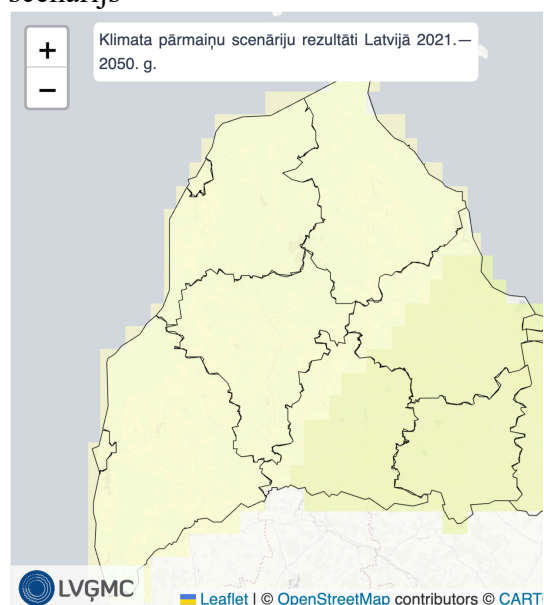 scenārijs
+
Klimata pārmaiņu scenāriju rezultāti Latvijā 2021.—
2050. g.
−
LVĢMC
Leaflet | © OpenStreetMap contributors © CART